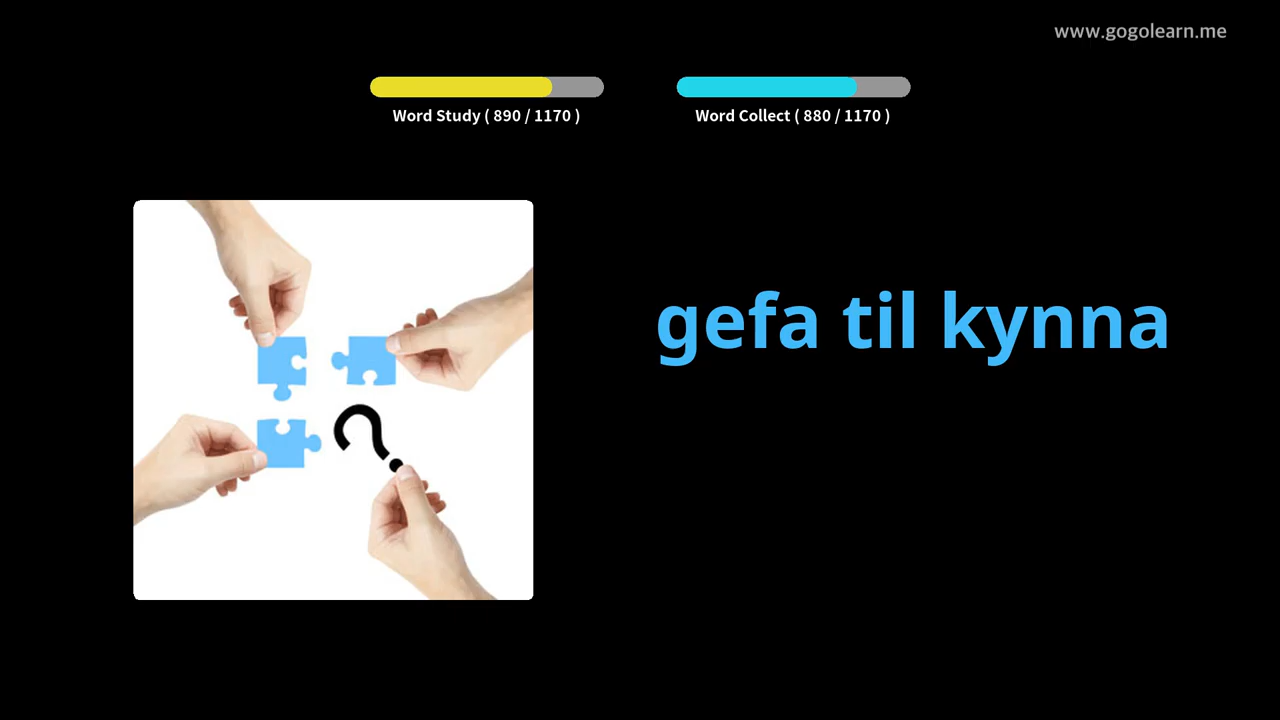 www.gogolearn.me
Word Study ( 890 / 1170 )
Word Collect ( 880 / 1170 )
gefa til kynna
?